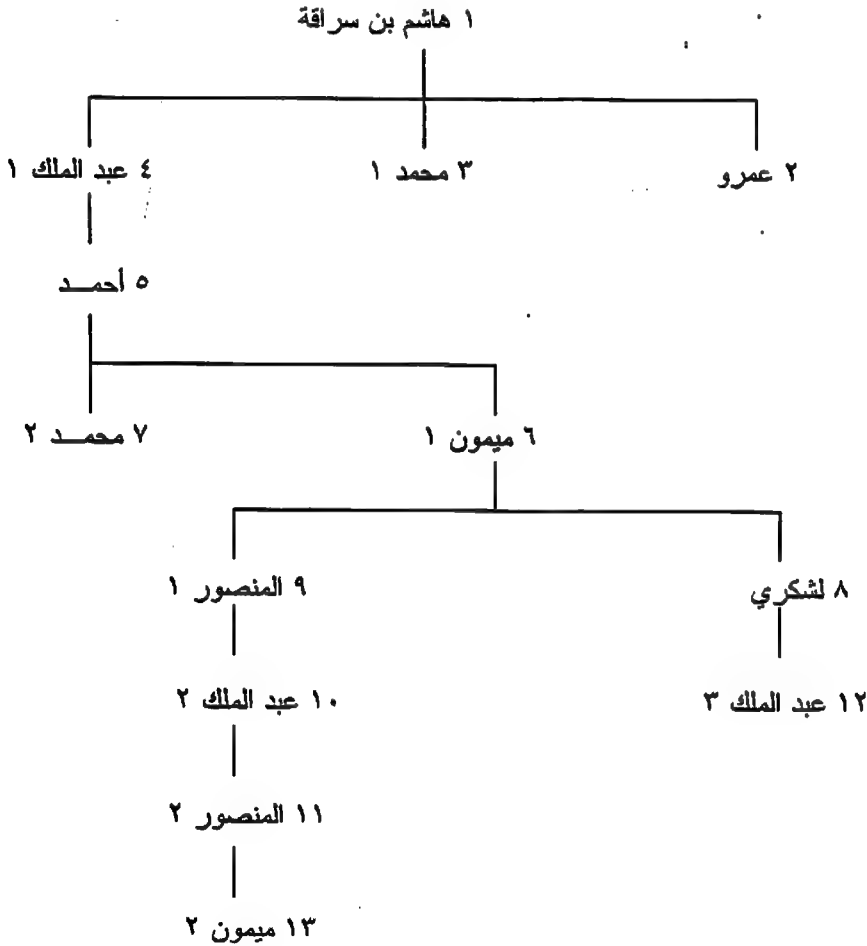 ١ هاشم بن سراقة
٢ عمرو ٣ محمد ١ ٤ عبد الملك ١
٥ أحمــد
٦ ميمون ١ ٧ محمــد ٢
٨ لشكري ٩ المنصور ١
١٢ عبد الملك ٣ ١٠ عبد الملك ٢
١١ المنصور ٢
١٣ ميمون ٢